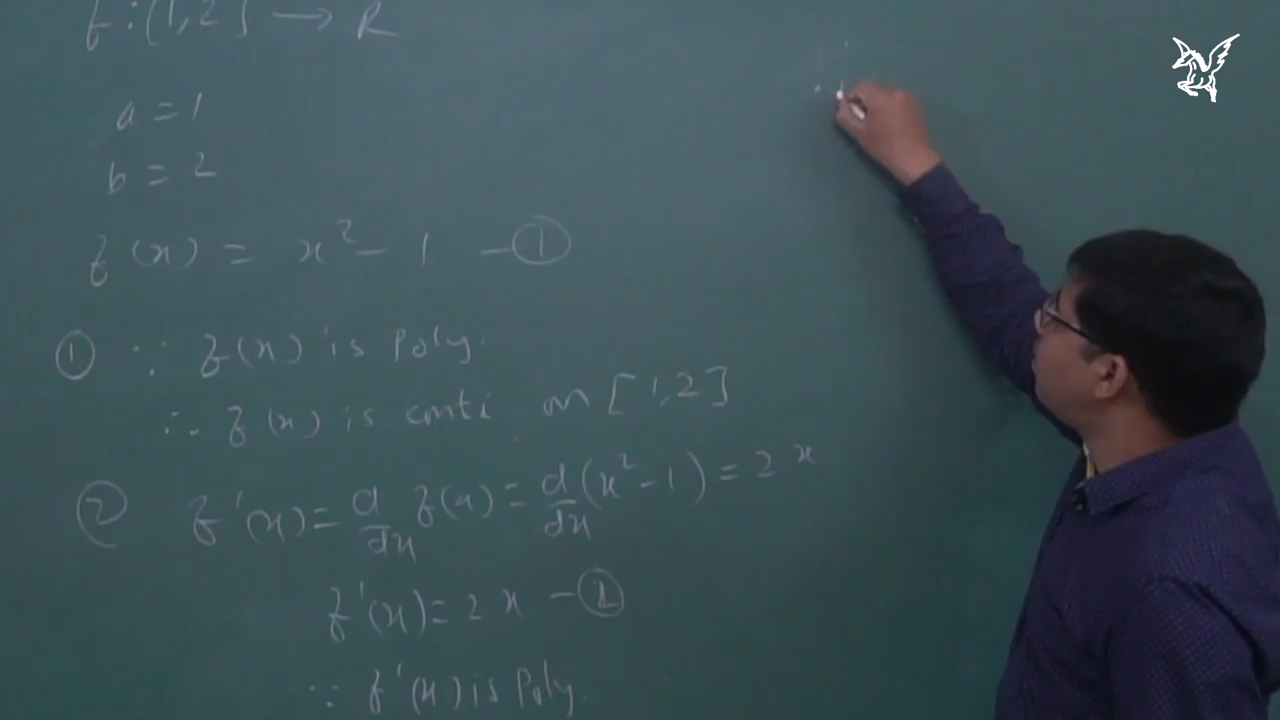 f : [1, 2] → R
a = 1
b = 2
f(x) = x² - 1 - ①
① ∵ f(x) is Poly.
∴ f(x) is conti. on [1, 2]
② f'(x) = d/dx f(x) = d/dx (x² - 1) = 2x
f'(x) = 2x - ②
∵ f'(x) is Poly